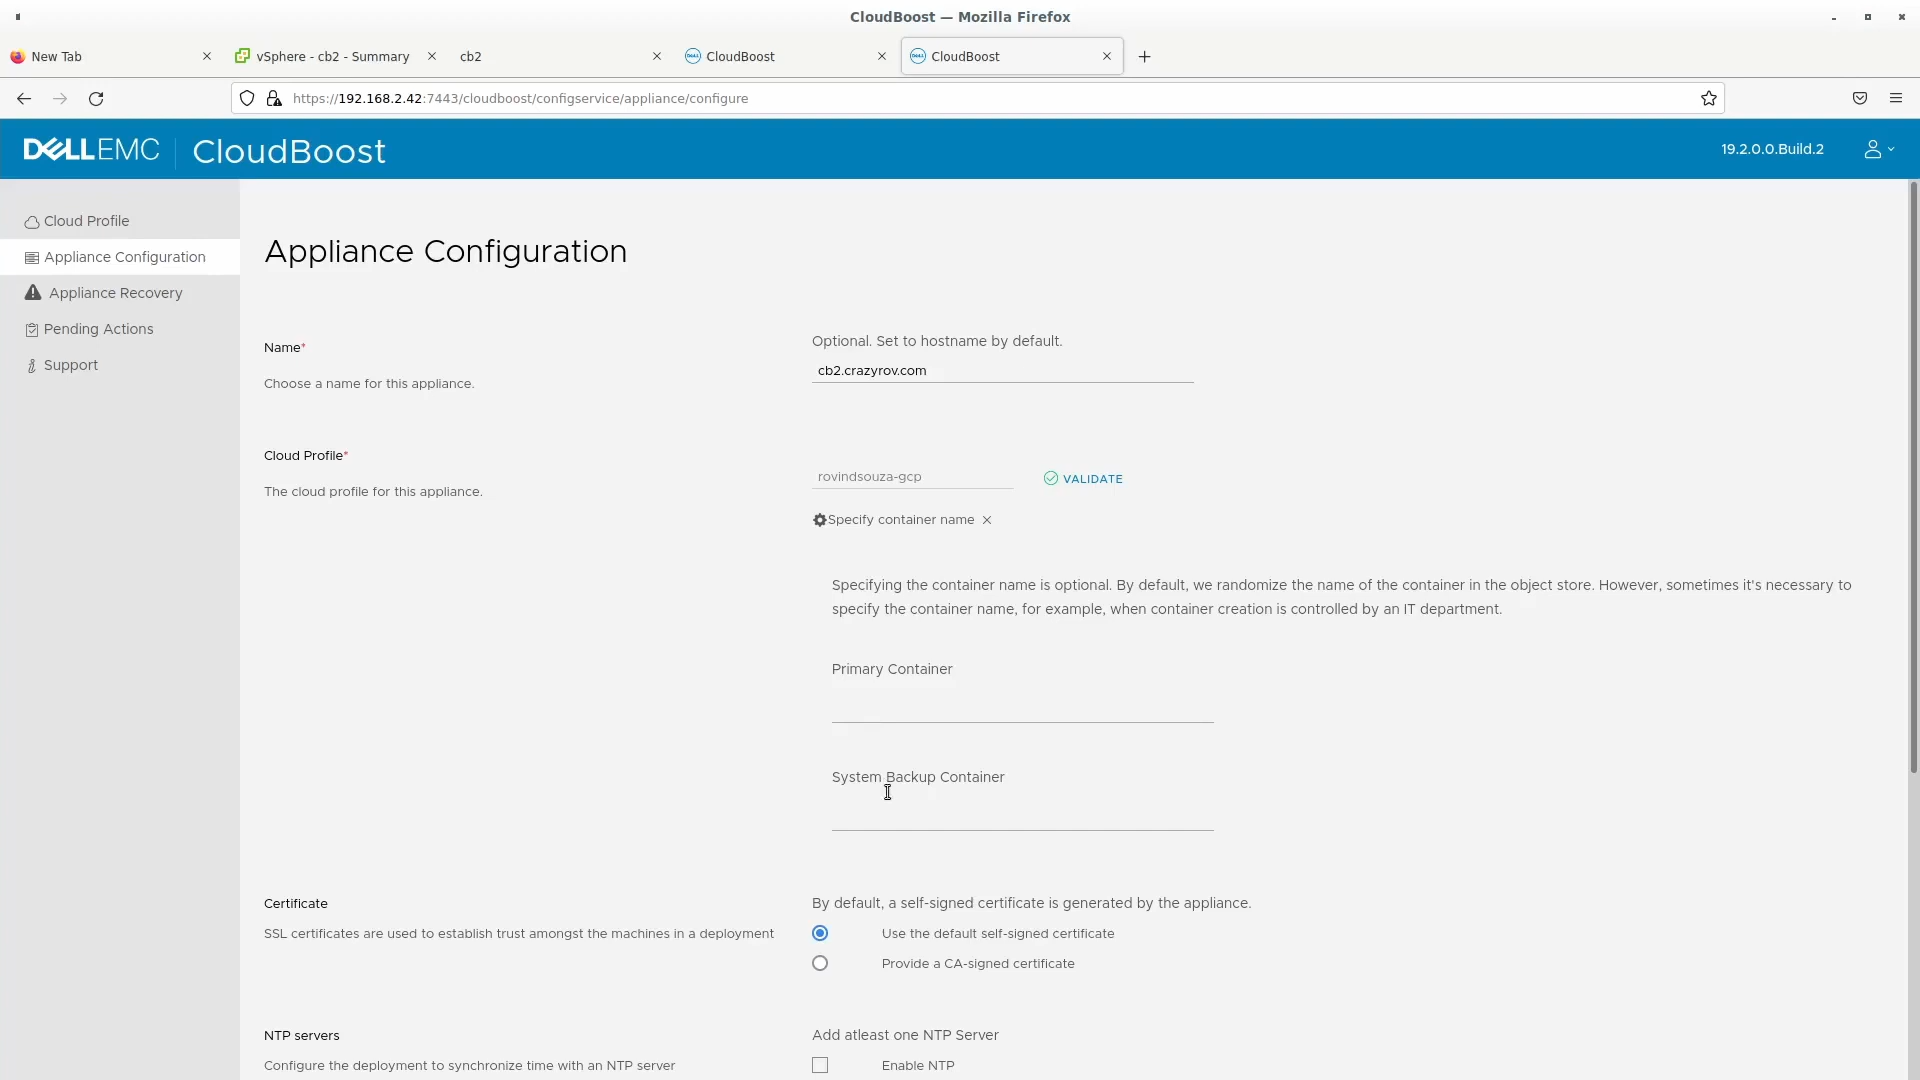 CloudBoost — Mozilla Firefox
New Tab
vSphere - cb2 - Summary
cb2
CloudBoost
CloudBoost
https://192.168.2.42:7443/cloudboost/configservice/appliance/configure
DELLEMC
CloudBoost
19.2.0.0.Build.2
Cloud Profile
Appliance Configuration
Appliance Recovery
Pending Actions
Support
Appliance Configuration
Name*
Choose a name for this appliance.
Optional. Set to hostname by default.
cb2.crazyrov.com
Cloud Profile*
The cloud profile for this appliance.
rovindsouza-gcp
VALIDATE
Specify container name
Specifying the container name is optional. By default, we randomize the name of the container in the object store. However, sometimes it's necessary to
specify the container name, for example, when container creation is controlled by an IT department.
Primary Container
System Backup Container
Certificate
SSL certificates are used to establish trust amongst the machines in a deployment
By default, a self-signed certificate is generated by the appliance.
Use the default self-signed certificate
Provide a CA-signed certificate
NTP servers
Configure the deployment to synchronize time with an NTP server
Add atleast one NTP Server
Enable NTP